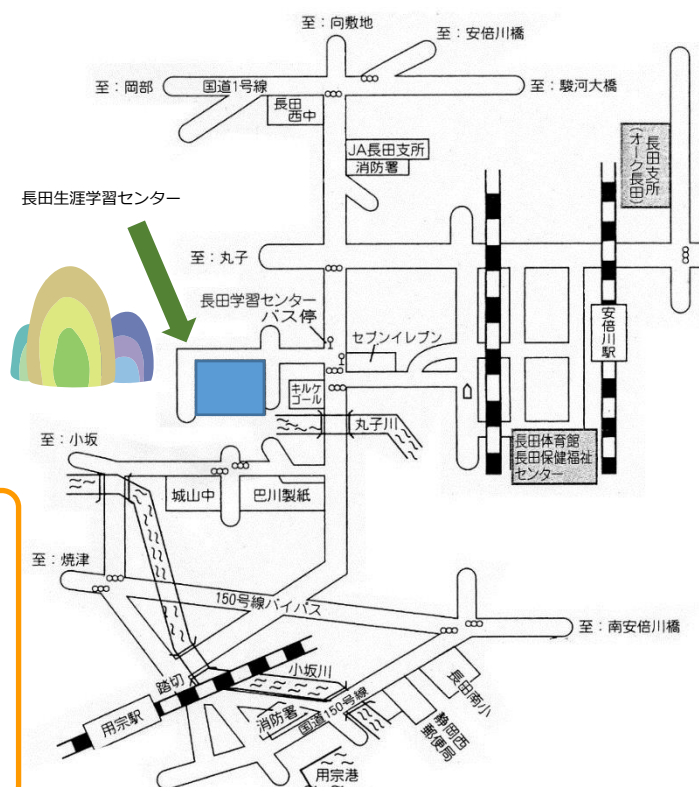 至：向敷地
至：安倍川橋
至：岡部
国道1号線
至：駿河大橋
長田
西中
JA長田支所
消防署
長田支所
（オーク長田）
長田生涯学習センター
至：丸子
長田学習センター
バス停
セブンイレブン
安倍川駅
キルケ
ゴール
丸子川
至：小坂
長田体育館
長田保健福祉
センター
城山中
巴川製紙
至：焼津
150号線バイパス
至：南安倍川橋
踏切
小坂川
長田南小
用宗駅
消防署
国道150号線
静岡西
郵便局
用宗港